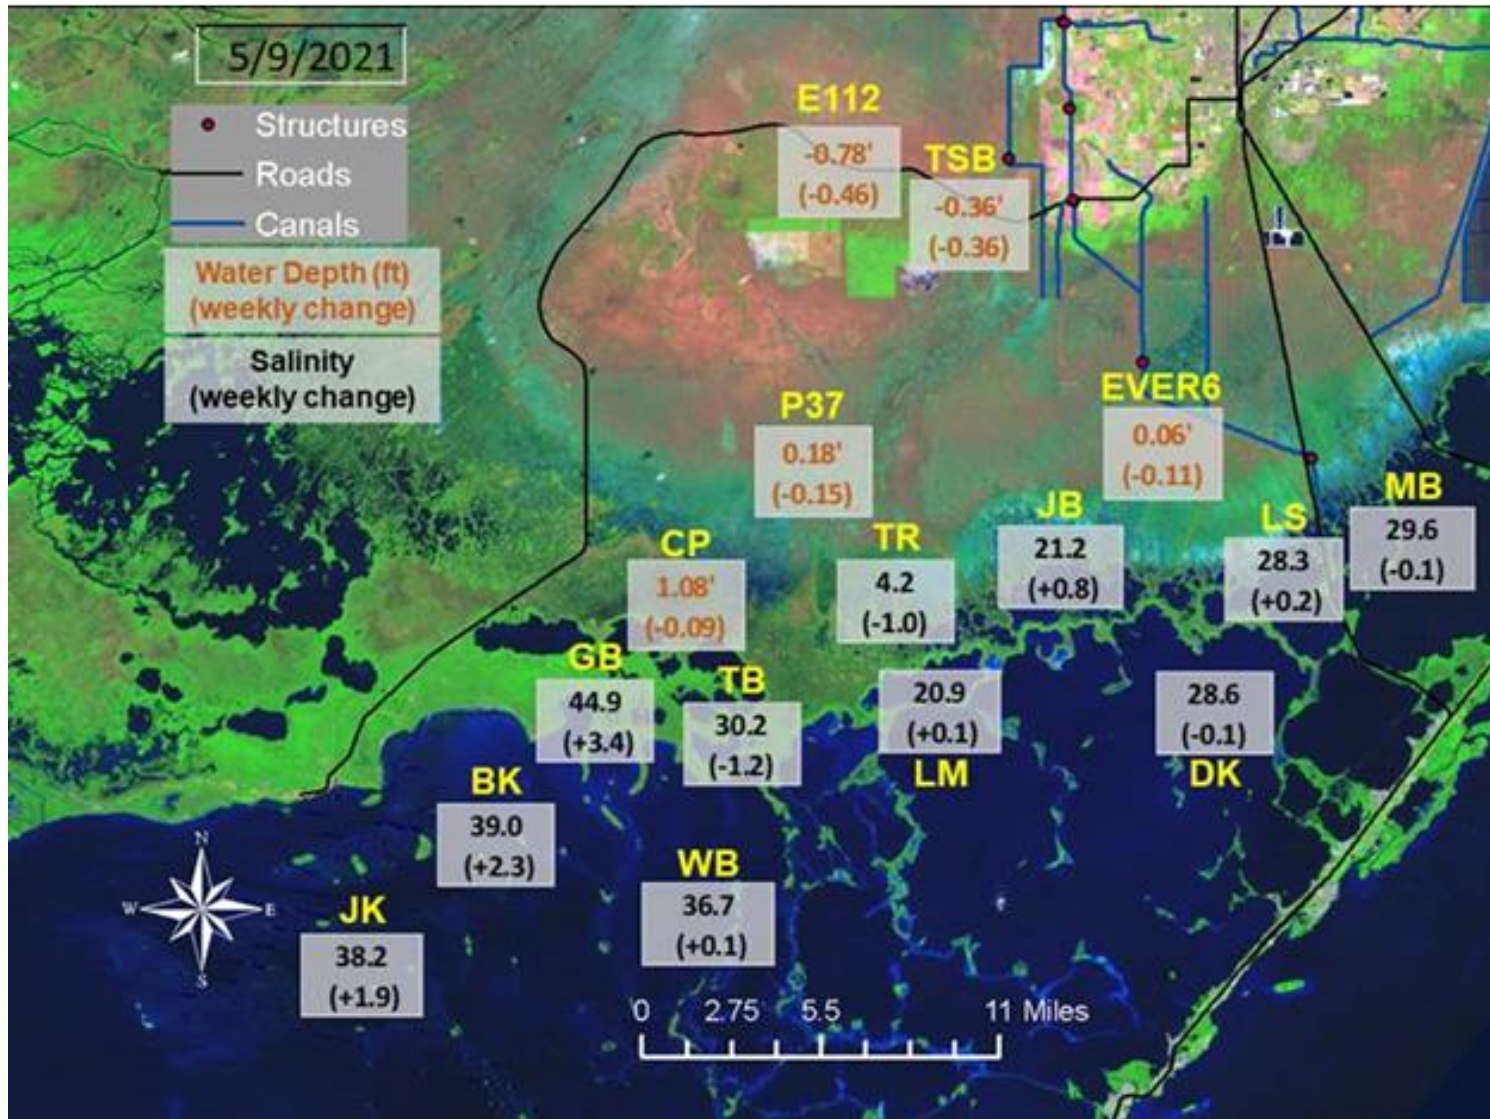 5/9/2021
Structures
Roads
Canals
Water Depth (ft)
(weekly change)
Salinity
(weekly change)
E112
-0.78'
(-0.46)
TSB
-0.36'
(-0.36)
P37
0.18'
(-0.15)
EVER6
0.06'
(-0.11)
CP
1.08'
(-0.09)
TR
4.2
(-1.0)
JB
21.2
(+0.8)
LS
28.3
(+0.2)
MB
29.6
(-0.1)
GB
44.9
(+3.4)
TB
30.2
(-1.2)
20.9
(+0.1)
LM
28.6
(-0.1)
DK
BK
39.0
(+2.3)
WB
36.7
(+0.1)
JK
38.2
(+1.9)
N
W E
S
0 2.75 5.5 11 Miles